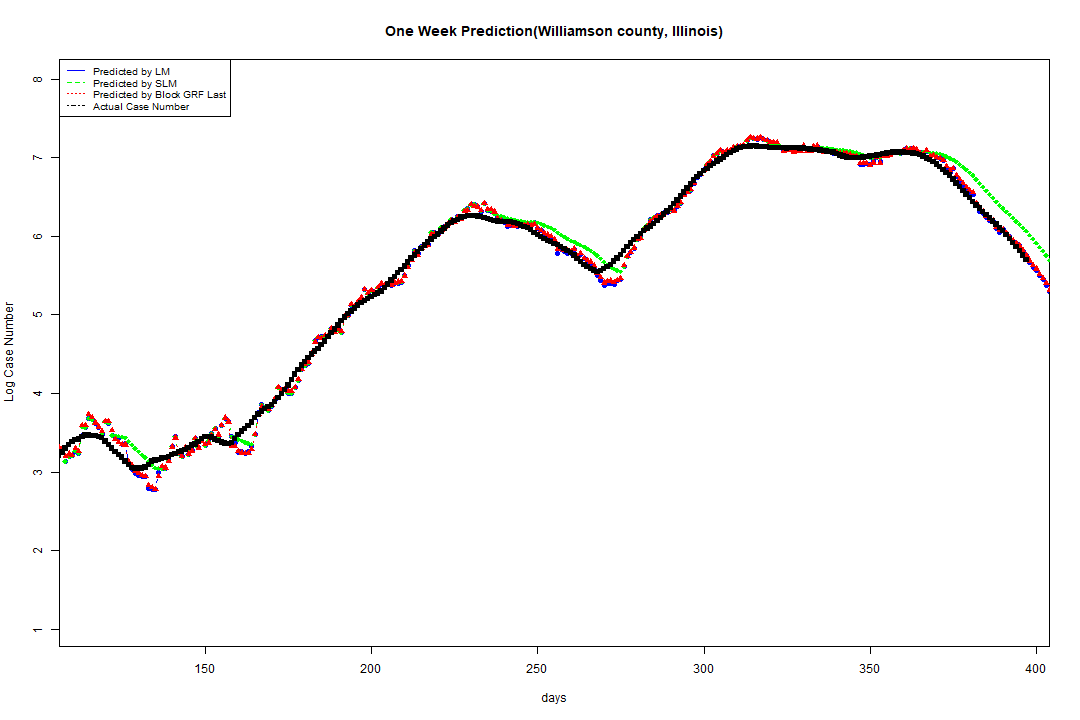 One Week Prediction(Williamson county, Illinois)
Predicted by LM
Predicted by SLM
Predicted by Block GRF Last
Actual Case Number
8
7
6
5
4
3
2
1
Log Case Number
150 200 250 300 350 400
days